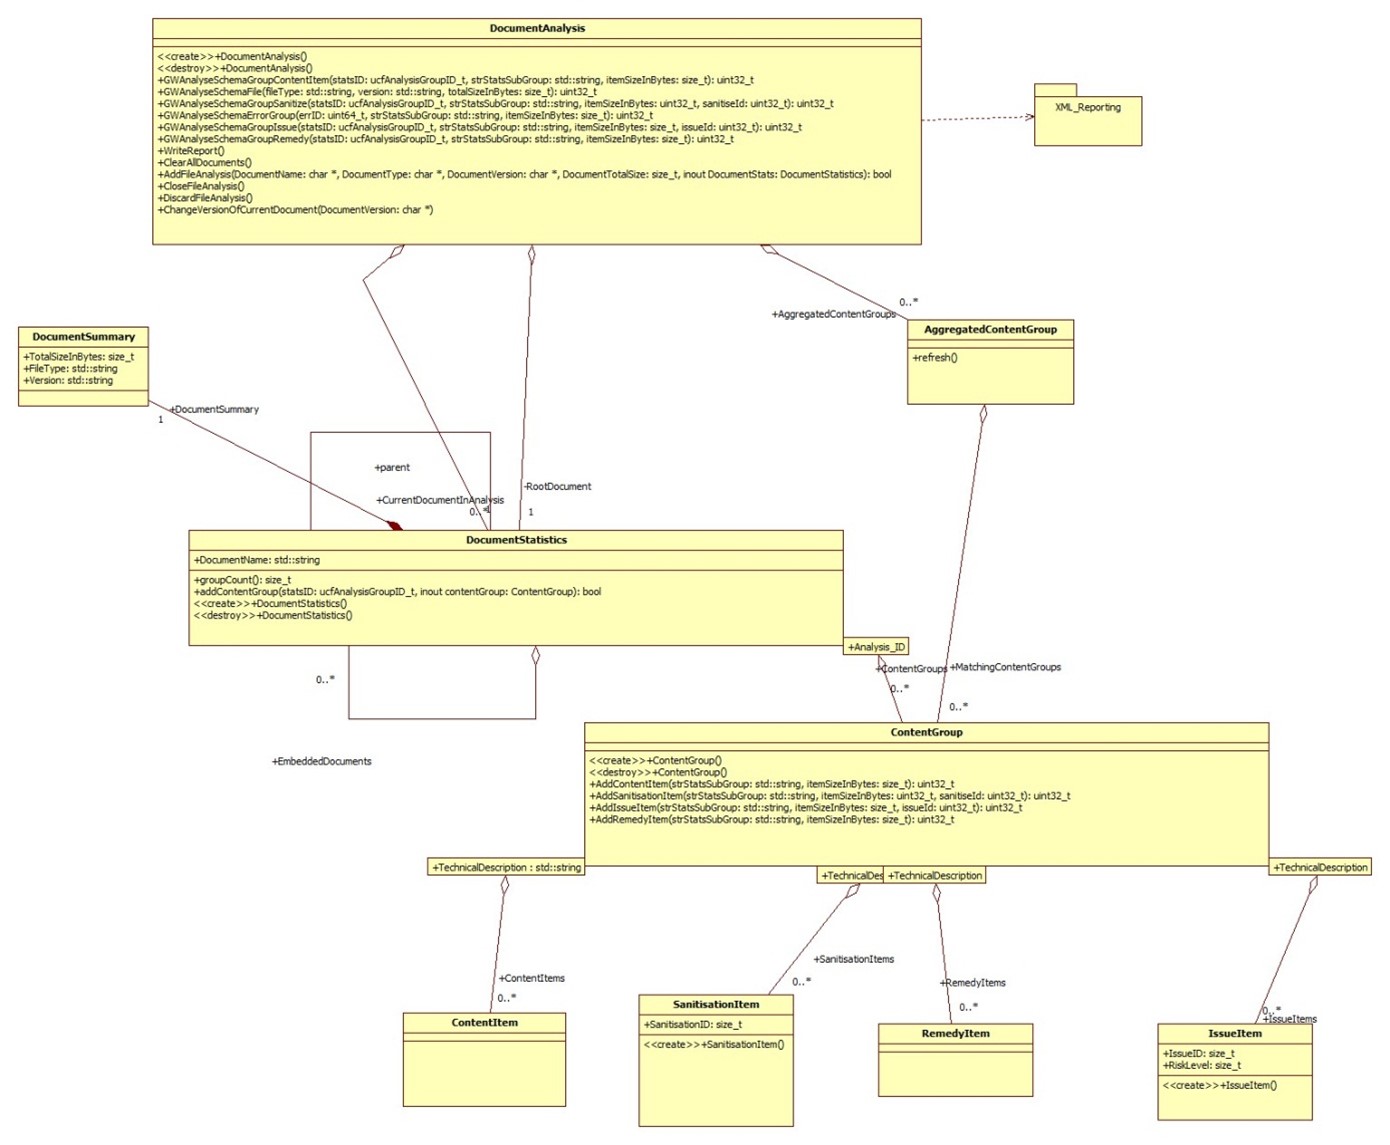 DocumentAnalysis
<<create>>+DocumentAnalysis()
<<destroy>>+DocumentAnalysis()
+GWAnalyseSchemaGroupContentItem(statsID: ucfAnalysisGroupID_t, strStatsSubGroup: std::string, itemSizeInBytes: size_t): uint32_t
+GWAnalyseSchemaFile(fileType: std::string, version: std::string, totalSizeInBytes: size_t): uint32_t
+GWAnalyseSchemaGroupSanitize(statsID: ucfAnalysisGroupID_t, strStatsSubGroup: std::string, itemSizeInBytes: uint32_t, sanitiseId: uint32_t): uint32_t
+GWAnalyseSchemaErrorGroup(errID: uint64_t, strStatsSubGroup: std::string, itemSizeInBytes: size_t): uint32_t
+GWAnalyseSchemaGroupIssue(statsID: ucfAnalysisGroupID_t, strStatsSubGroup: std::string, itemSizeInBytes: size_t, issueId: uint32_t): uint32_t
+GWAnalyseSchemaGroupRemedy(statsID: ucfAnalysisGroupID_t, strStatsSubGroup: std::string, itemSizeInBytes: size_t): uint32_t
+WriteReport()
+ClearAllDocuments()
+AddFileAnalysis(DocumentName: char *, DocumentType: char *, DocumentVersion: char *, DocumentTotalSize: size_t, inout DocumentStats: DocumentStatistics): bool
+CloseFileAnalysis()
+DiscardFileAnalysis()
+ChangeVersionOfCurrentDocument(DocumentVersion: char *)
XML_Reporting
0..*
+AggregatedContentGroups
AggregatedContentGroup
+refresh()
DocumentSummary
+TotalSizeInBytes: size_t
+FileType: std::string
+Version: std::string
+DocumentSummary
1
+parent
+CurrentDocumentInAnalysis
0..*
1
-RootDocument
1
DocumentStatistics
+DocumentName: std::string
+groupCount(): size_t
+addContentGroup(statsID: ucfAnalysisGroupID_t, inout contentGroup: ContentGroup): bool
<<create>>+DocumentStatistics()
<<destroy>>+DocumentStatistics()
+Analysis_ID
+ContentGroups
0..*
+MatchingContentGroups
0..*
0..*
+EmbeddedDocuments
ContentGroup
<<create>>+ContentGroup()
<<destroy>>+ContentGroup()
+AddContentItem(strStatsSubGroup: std::string, itemSizeInBytes: size_t): uint32_t
+AddSanitisationItem(strStatsSubGroup: std::string, itemSizeInBytes: uint32_t, sanitiseId: uint32_t): uint32_t
+AddIssueItem(strStatsSubGroup: std::string, itemSizeInBytes: size_t, issueId: uint32_t): uint32_t
+AddRemedyItem(strStatsSubGroup: std::string, itemSizeInBytes: size_t): uint32_t
+TechnicalDescription : std::string
+TechnicalDes
+TechnicalDescription
+TechnicalDescription
+ContentItems
0..*
+SanitisationItems
0..*
+RemedyItems
0..*
0..*
+IssueItems
ContentItem
SanitisationItem
+SanitisationID: size_t
<<create>>+SanitisationItem()
RemedyItem
IssueItem
+IssueID: size_t
+RiskLevel: size_t
<<create>>+IssueItem()